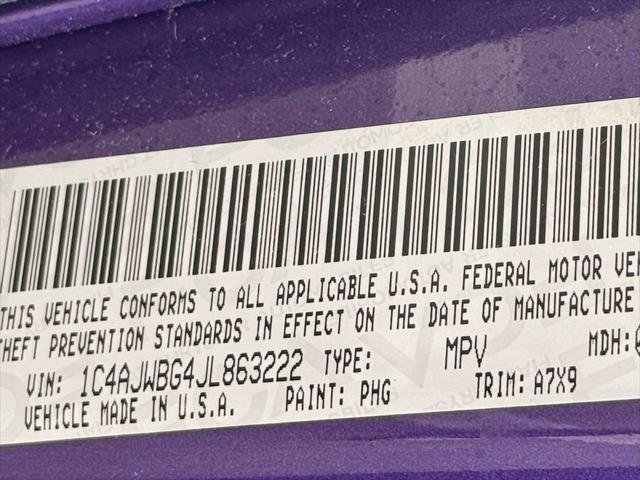 THIS VEHICLE CONFORMS TO ALL APPLICABLE U.S.A. FEDERAL MOTOR
THEFT PREVENTION STANDARDS IN EFFECT ON THE DATE OF MANUFACTURE
VIN: 1C4AJWBG4JL863222 TYPE: MPV MDH:
VEHICLE MADE IN U.S.A. PAINT: PHG TRIM: A7X9